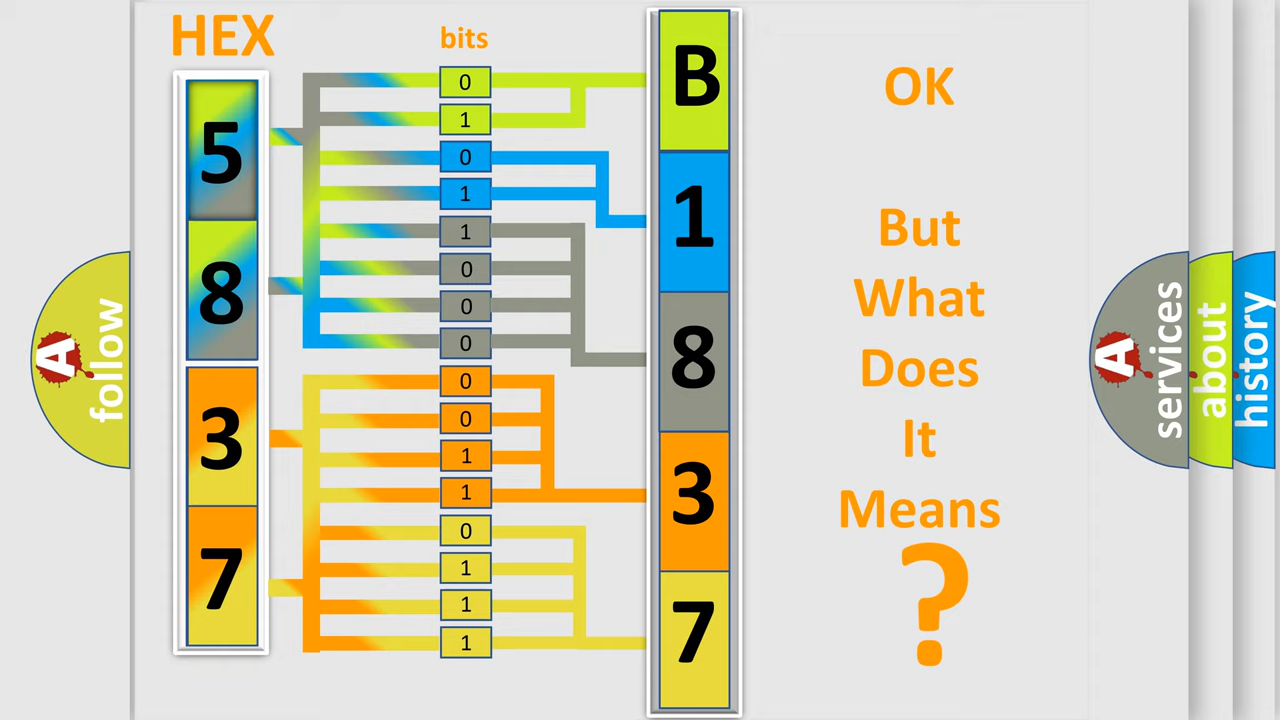 HEX
bits
5
8
3
7
0
1
0
1
1
0
0
0
0
0
1
1
0
1
1
1
B
1
8
3
7
OK
But
What
Does
It
Means
?
A
follow
A
services
about
history